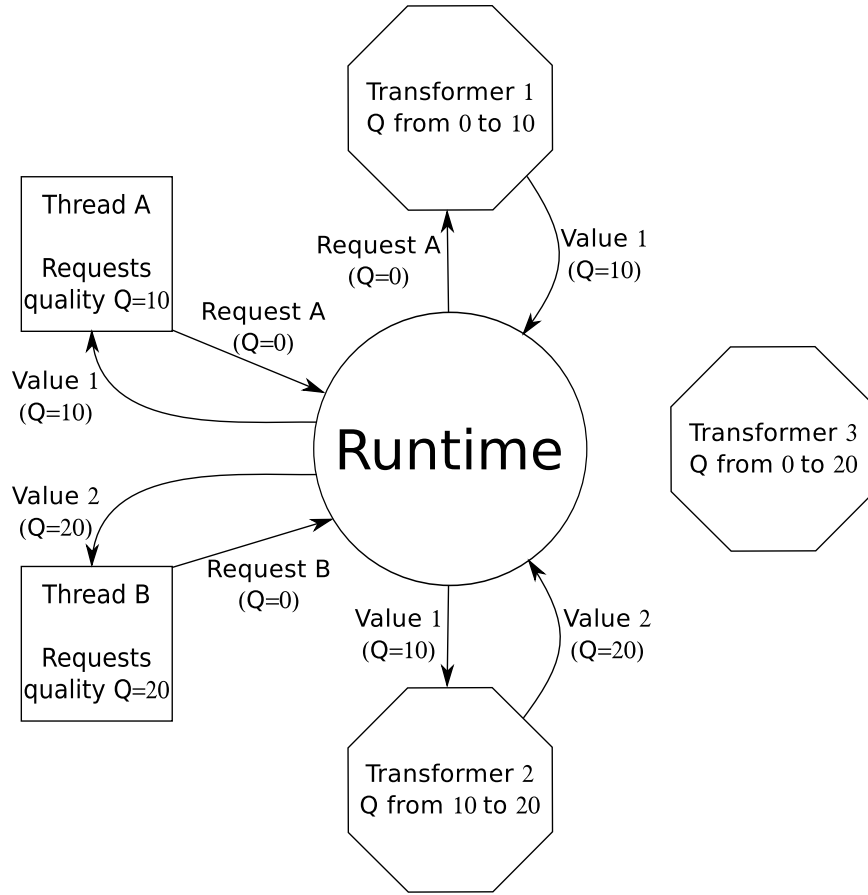 Transformer 1
Q from 0 to 10
Thread A
Requests
quality Q=10
Request A
(Q=0)
Value 1
(Q=10)
Request A
(Q=0)
Value 1
(Q=10)
Runtime
Transformer 3
Q from 0 to 20
Value 2
(Q=20)
Request B
(Q=0)
Thread B
Requests
quality Q=20
Value 1
(Q=10)
Value 2
(Q=20)
Transformer 2
Q from 10 to 20